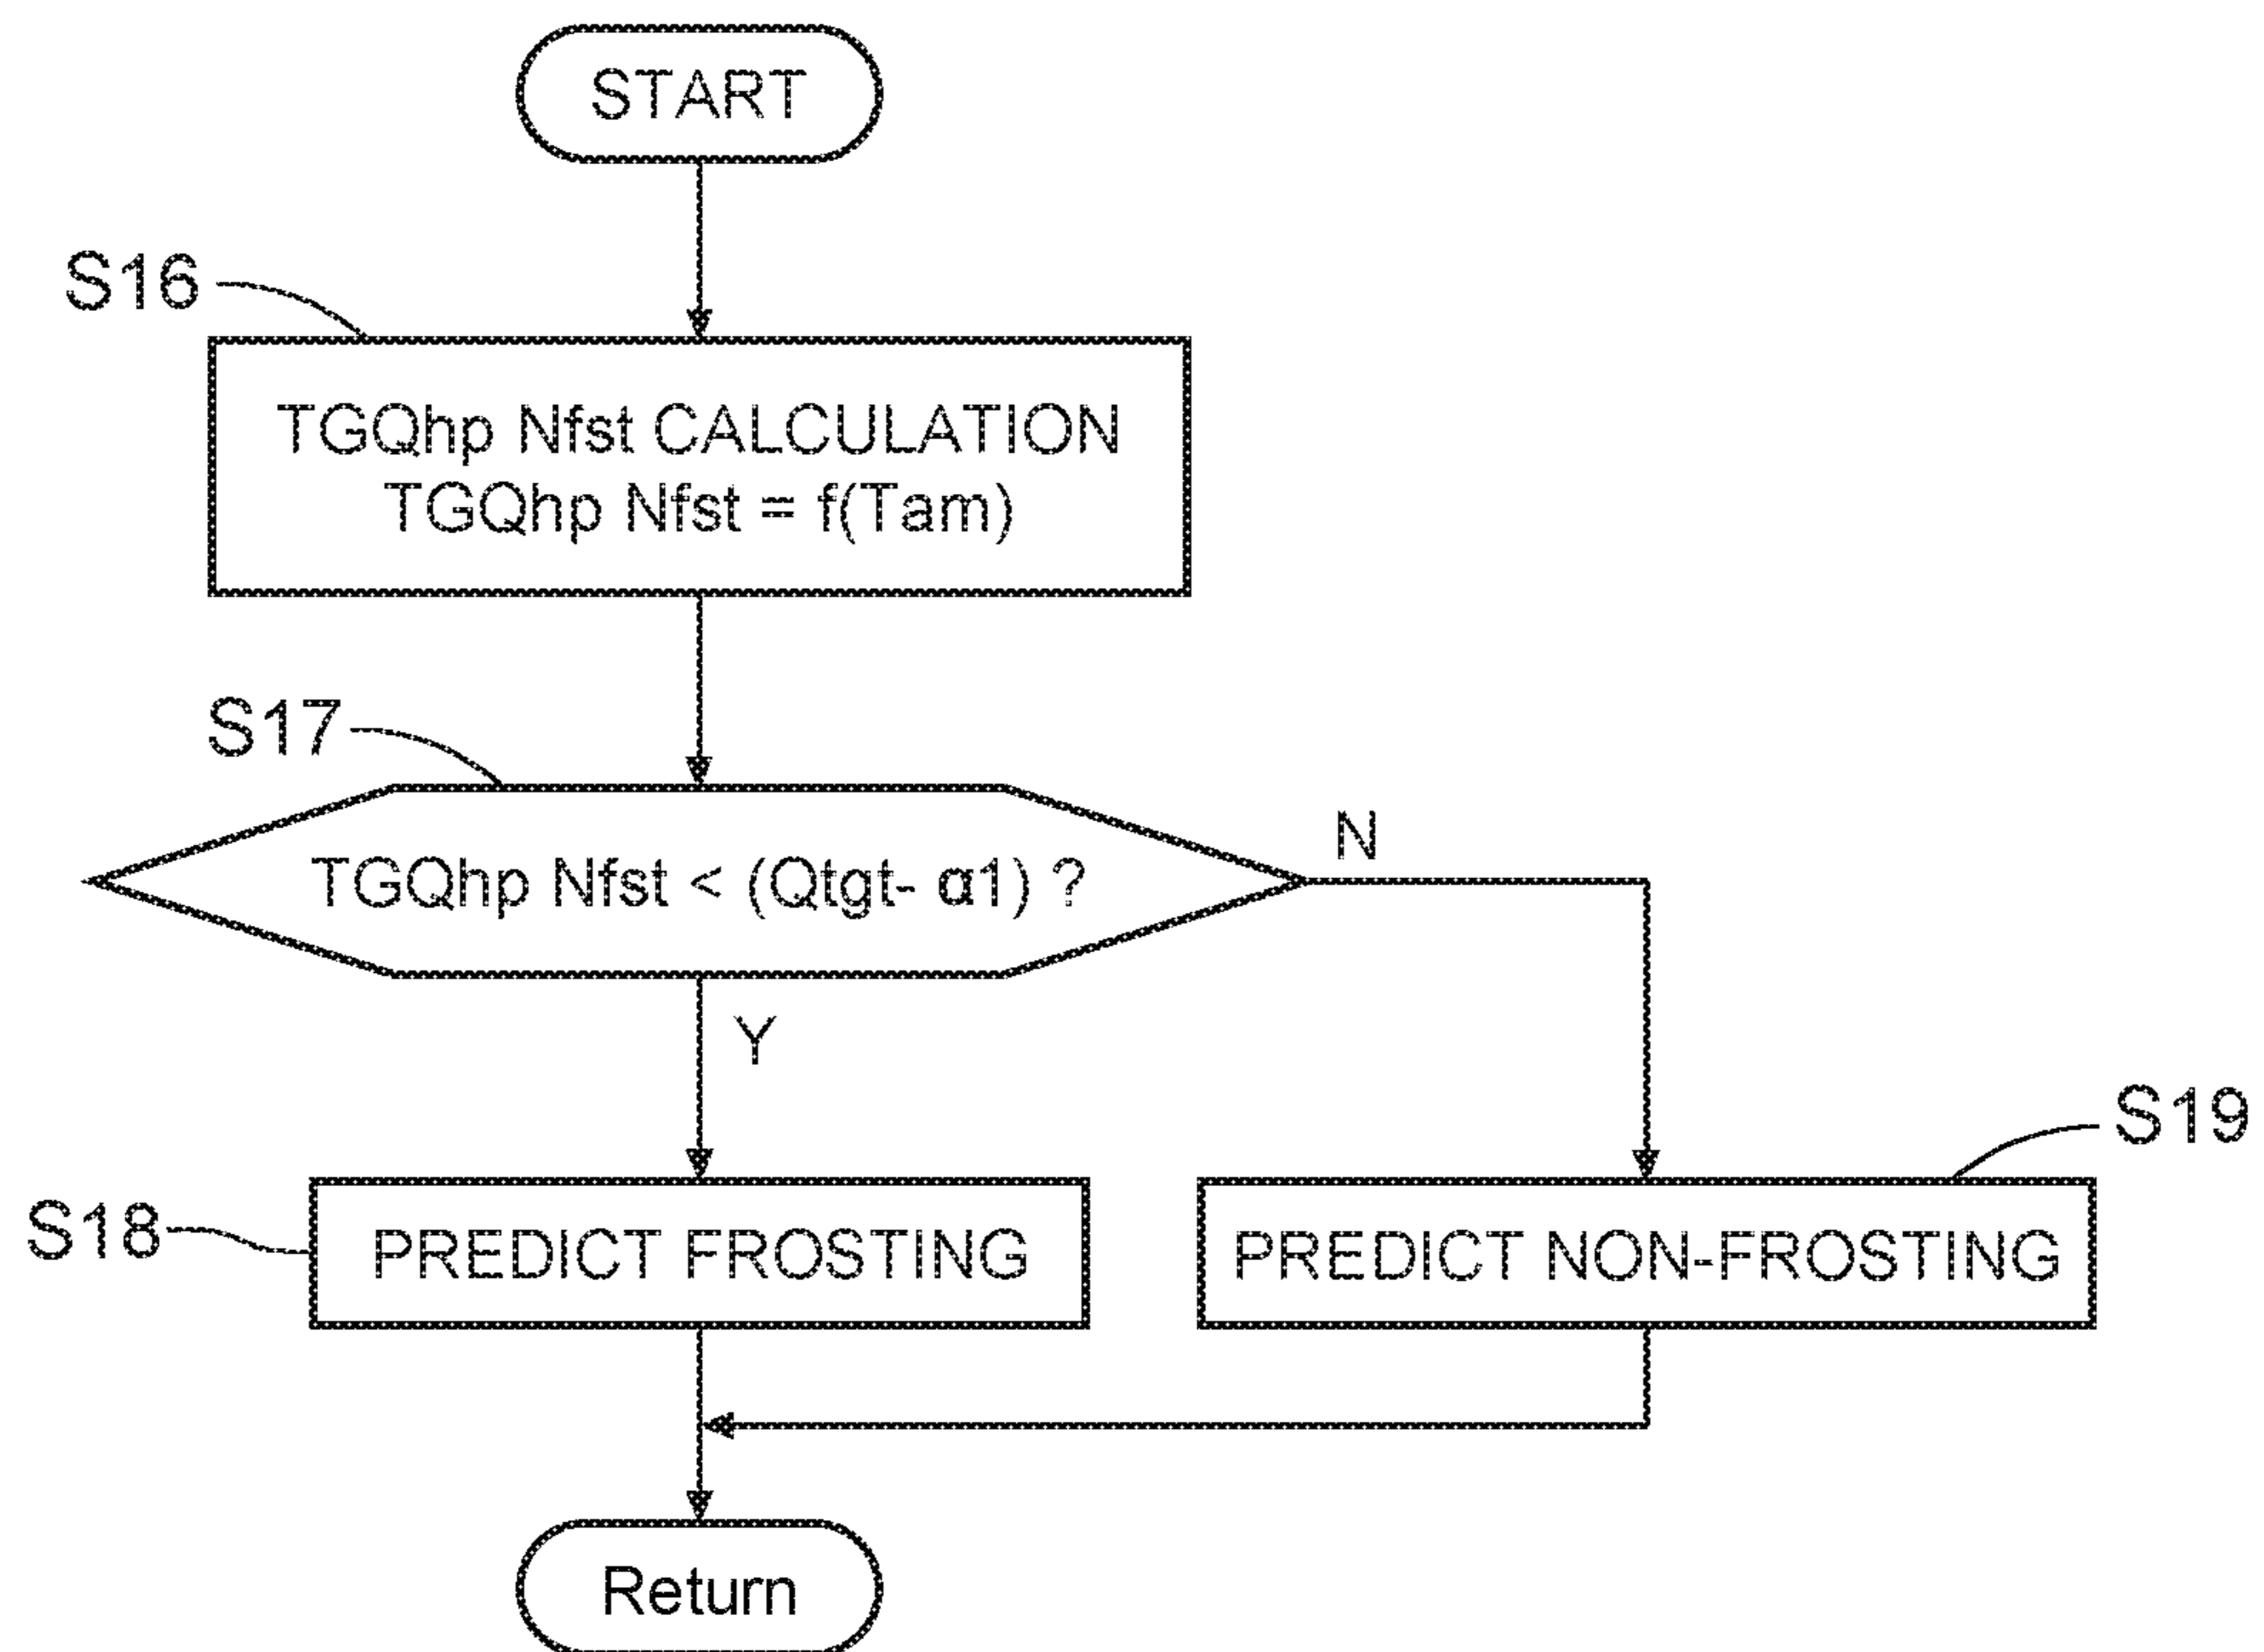 START
S16
TGQhp Nfst CALCULATION
TGQhp Nfst = f(Tam)
S17
TGQhp Nfst < (Qtgt- α1) ?
N
Y
S18
PREDICT FROSTING
PREDICT NON-FROSTING
S19
Return